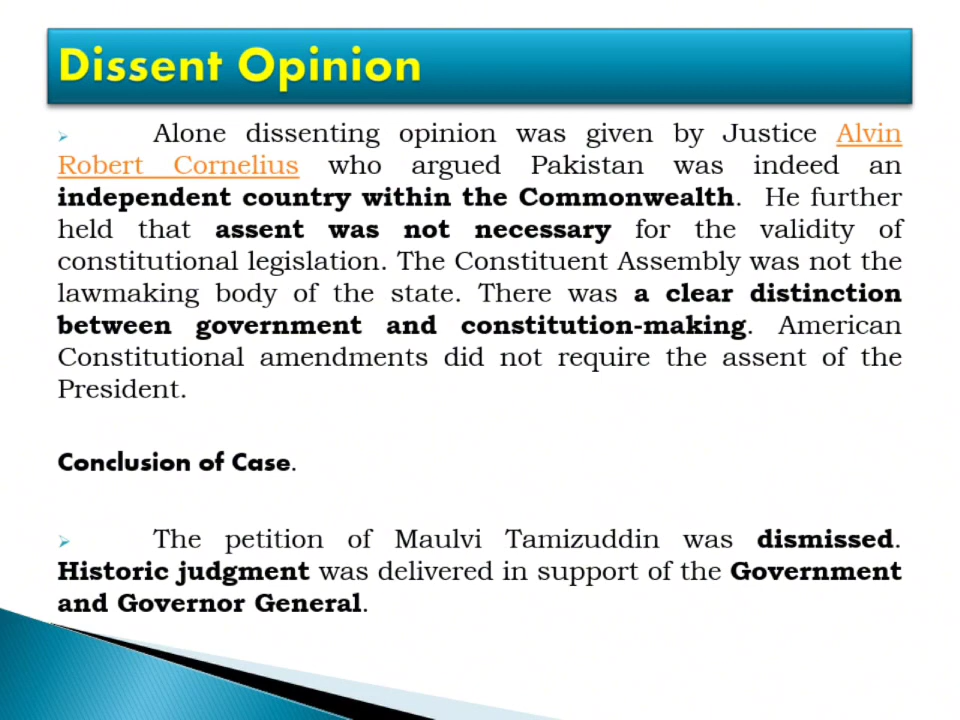 Dissent Opinion
Alone dissenting opinion was given by Justice Alvin
Robert Cornelius who argued Pakistan was indeed an
independent country within the Commonwealth. He further
held that assent was not necessary for the validity of
constitutional legislation. The Constituent Assembly was not the
lawmaking body of the state. There was a clear distinction
between government and constitution-making. American
Constitutional amendments did not require the assent of the
President.
Conclusion of Case.
The petition of Maulvi Tamizuddin was dismissed.
Historic judgment was delivered in support of the Government
and Governor General.